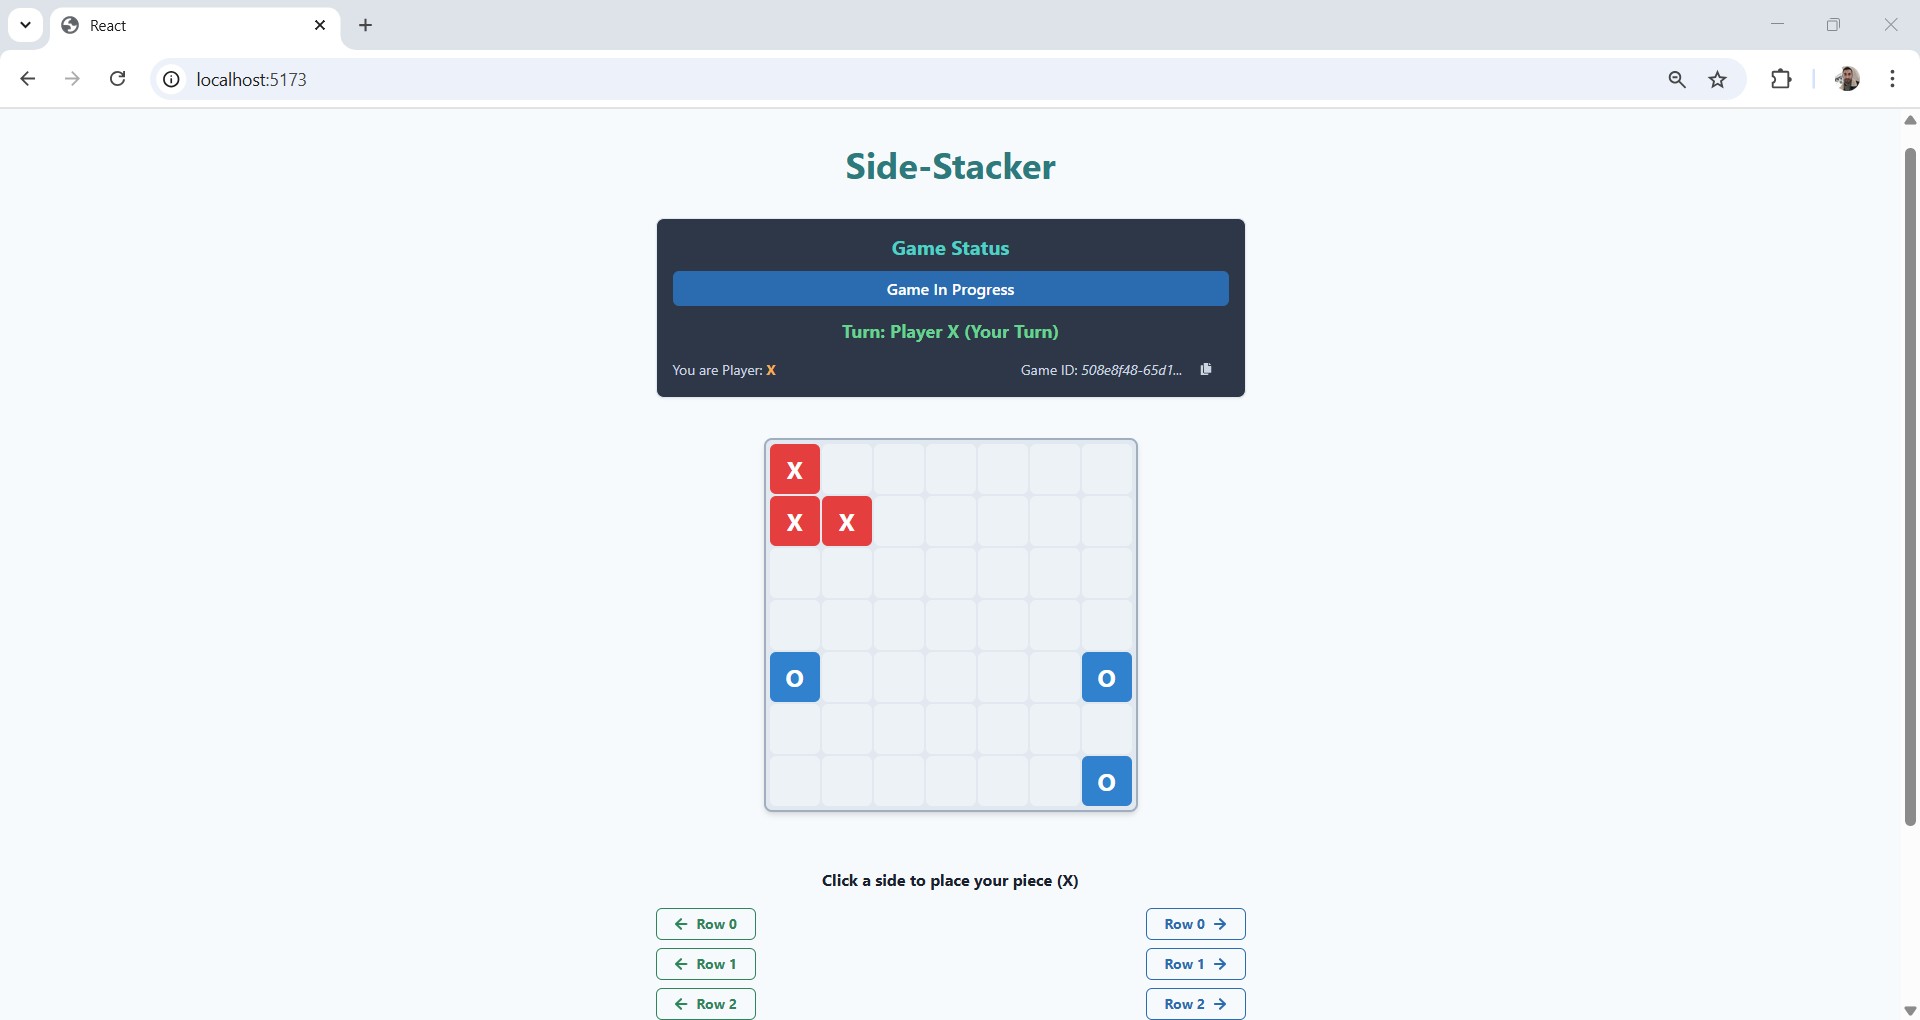 React
localhost:5173
Side-Stacker
Game Status
Game In Progress
Turn: Player X (Your Turn)
You are Player: X Game ID: 508e8f48-65d1...
X
X X
O O
O
Click a side to place your piece (X)
← Row 0 Row 0 →
← Row 1 Row 1 →
← Row 2 Row 2 →